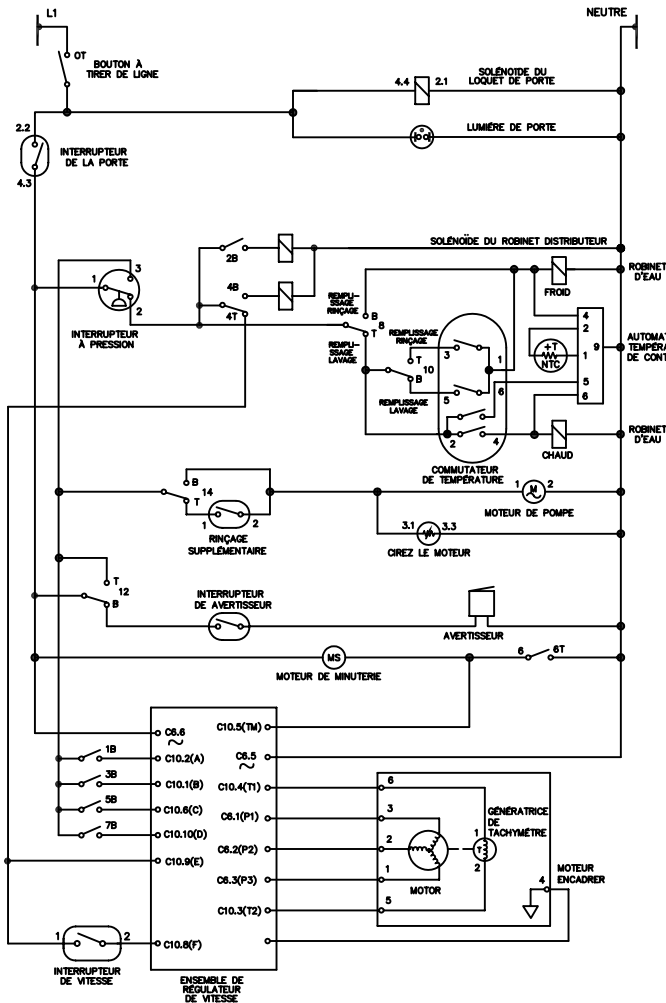 L1
NEUTRE
OT
BOUTON À
TIRER DE LIGNE
SOLÉNOÏDE DU
LOQUET DE PORTE
4.4
2.1
LUMIÉRE DE PORTE
2.2
INTERRUPTEUR
DE LA PORTE
4.3
SOLÉNOÏDE DU ROBINET DISTRIBUTEUR
2B
3
1
2
INTERRUPTEUR
À PRESSION
4B
4T
REMPLI-
SSAGE
RINÇAGE
B
8
T
REMPLI-
SSAGE
LAVAGE
REMPLISSAGE
RINÇAGE
T
10
B
REMPLISSAGE
LAVAGE
3
1
5
6
2
4
COMMUTATEUR
DE TEMPÉRATURE
FROID
ROBINET
D'EAU
4
2
+T
NTC
1
9
5
6
AUTOMAT
TEMPÉRA
DE CONT
CHAUD
ROBINET
D'EAU
B
14
T
1
2
RINÇAGE
SUPPLÉMENTAIRE
1
M
2
MOTEUR DE POMPE
3.1
3.3
CIREZ LE MOTEUR
T
12
B
INTERRUPTEUR
DE AVERTISSEUR
AVERTISSEUR
MS
MOTEUR DE MINUTERIE
6
6T
C6.6
C10.5(TM)
C6.5
1B
C10.2(A)
3B
C10.1(B)
5B
C10.6(C)
7B
C10.10(D)
C10.9(E)
C10.8(F)
C10.4(T1)
C6.1(P1)
C6.2(P2)
C6.3(P3)
C10.3(T2)
6
3
2
1
5
MOTOR
GÉNÉRATRICE
DE
TACHYMÉTRE
1
T
2
MOTEUR
ENCADRER
4
1
2
INTERRUPTEUR
DE VITESSE
ENSEMBLE DE
RÉGULATEUR
DE VITESSE